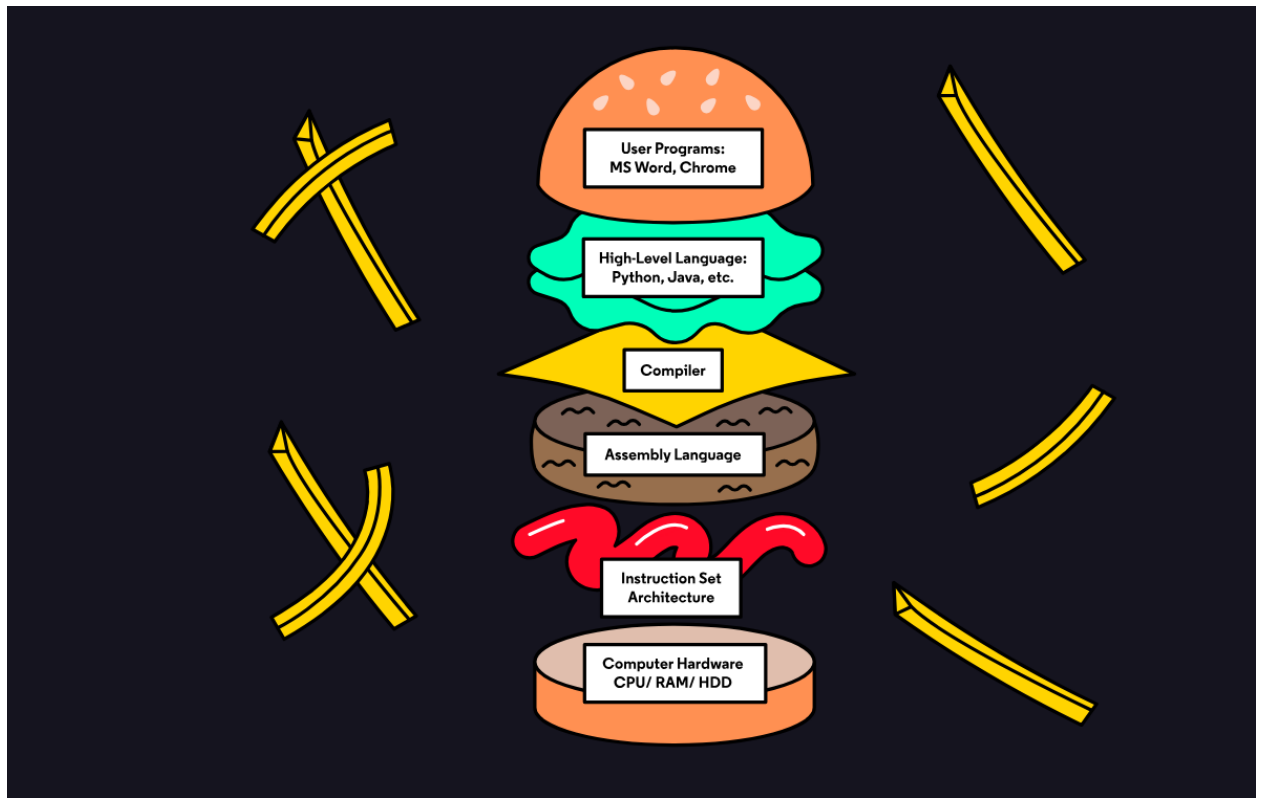 User Programs:
MS Word, Chrome
High-Level Language:
Python, Java, etc.
Compiler
Assembly Language
Instruction Set
Architecture
Computer Hardware
CPU/ RAM/ HDD